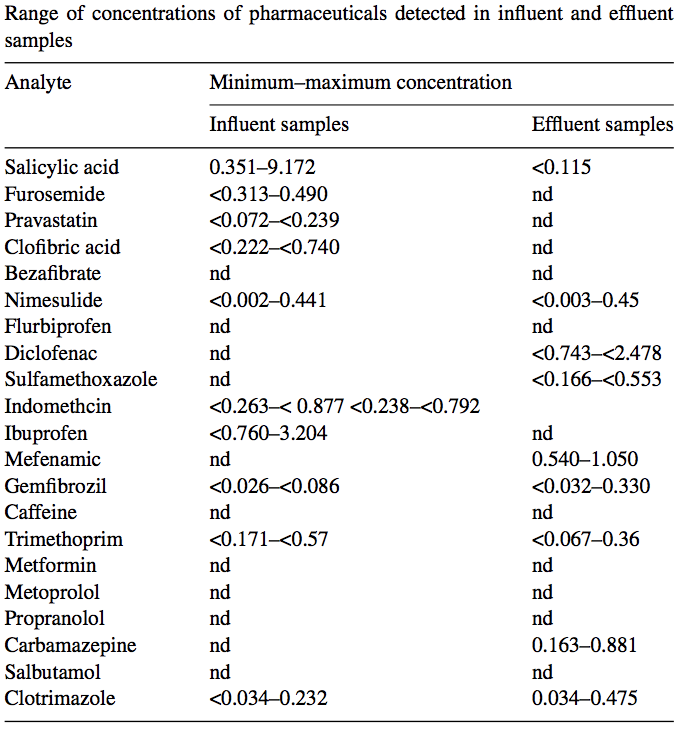 Range of concentrations of pharmaceuticals detected in influent and effluent
samples
Analyte Minimum–maximum concentration
Influent samples Effluent samples
Salicylic acid 0.351–9.172 <0.115
Furosemide <0.313–0.490 nd
Pravastatin <0.072–<0.239 nd
Clofibric acid <0.222–<0.740 nd
Bezafibrate nd nd
Nimesulide <0.002–0.441 <0.003–0.45
Flurbiprofen nd nd
Diclofenac nd <0.743–<2.478
Sulfamethoxazole nd <0.166–<0.553
Indomethcin <0.263–< 0.877 <0.238–<0.792
Ibuprofen <0.760–3.204 nd
Mefenamic nd 0.540–1.050
Gemfibrozil <0.026–<0.086 <0.032–0.330
Caffeine nd nd
Trimethoprim <0.171–<0.57 <0.067–0.36
Metformin nd nd
Metoprolol nd nd
Propranolol nd nd
Carbamazepine nd 0.163–0.881
Salbutamol nd nd
Clotrimazole <0.034–0.232 0.034–0.475